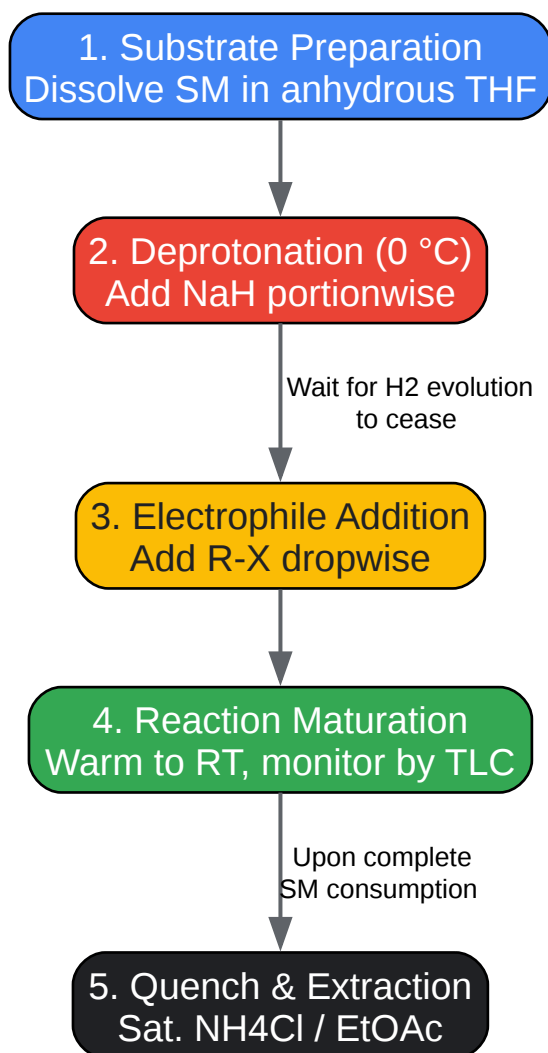 1. Substrate Preparation
Dissolve SM in anhydrous THF
2. Deprotonation (0 °C)
Add NaH portionwise
Wait for H2 evolution
to cease
3. Electrophile Addition
Add R-X dropwise
4. Reaction Maturation
Warm to RT, monitor by TLC
Upon complete
SM consumption
5. Quench & Extraction
Sat. NH4Cl / EtOAc